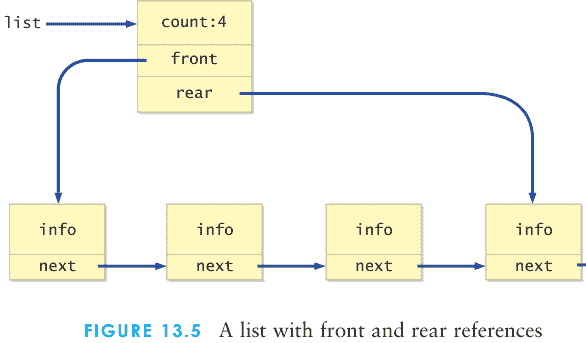 list
count:4
front
rear
info info info info
next next next next
FIGURE 13.5 A list with front and rear references